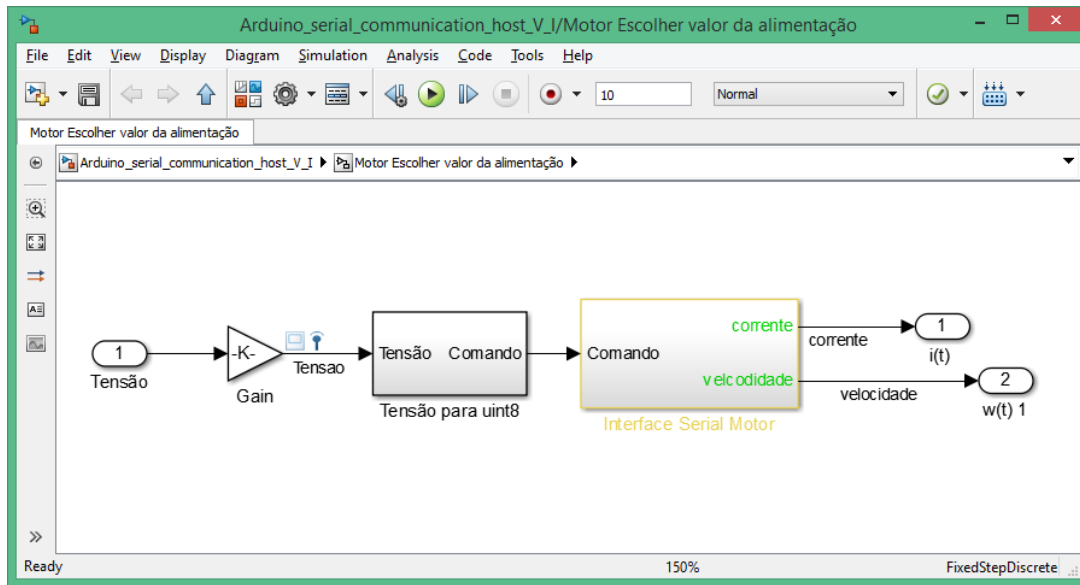 Arduino_serial_communication_host_V_I/Motor Escolher valor da alimentação
File Edit View Display Diagram Simulation Analysis Code Tools Help
10 Normal
Motor Escolher valor da alimentação
Arduino_serial_communication_host_V_I Motor Escolher valor da alimentação
1
Tensão
-K-
Gain
Tensao
Tensão Comando
Tensão para uint8
Comando
corrente
velcodidade
Interface Serial Motor
corrente
velocidade
1
i(t)
2
w(t) 1
Ready 150% FixedStepDiscrete